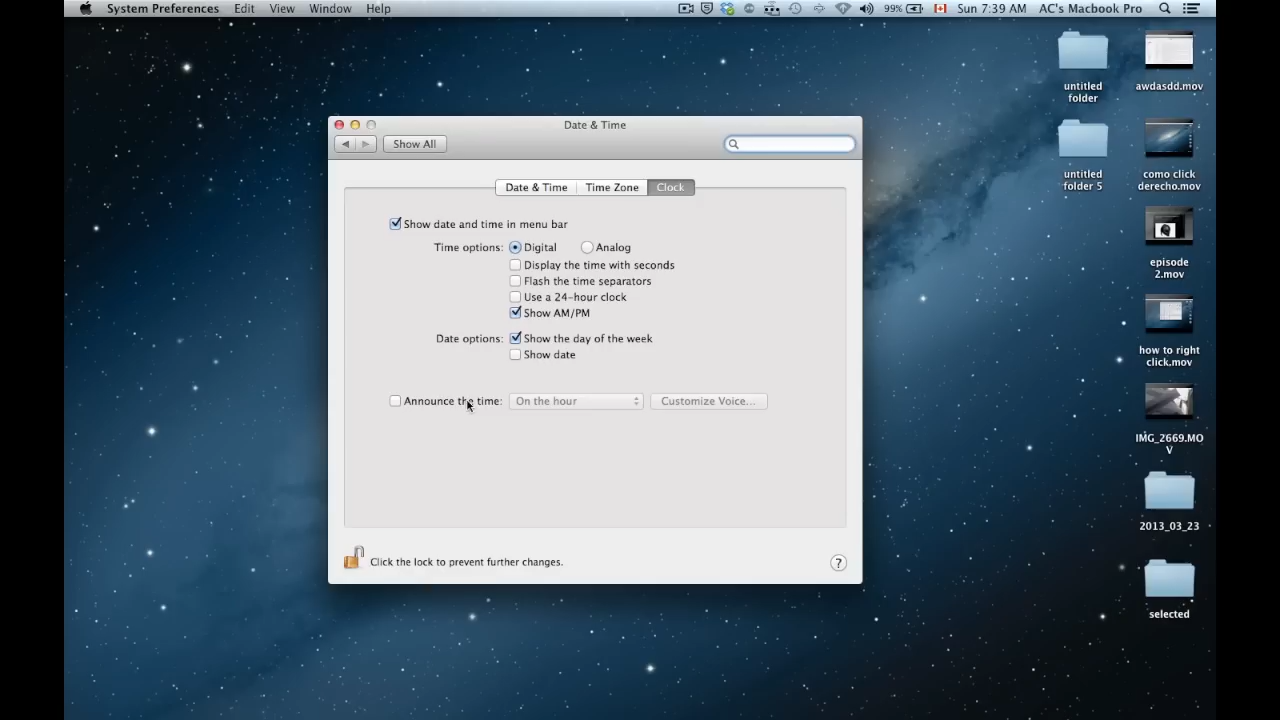 System Preferences Edit View Window Help 99% Sun 7:39 AM AC's Macbook Pro
Date & Time
Show All
Date & Time Time Zone Clock
Show date and time in menu bar
Time options: Digital Analog
Display the time with seconds
Flash the time separators
Use a 24-hour clock
Show AM/PM
Date options: Show the day of the week
Show date
Announce the time: On the hour Customize Voice...
Click the lock to prevent further changes. ?
untitled
folder
awdasdd.mov
untitled
folder 5
como click
derecho.mov
episode
2.mov
how to right
click.mov
IMG_2669.MO
V
2013_03_23
selected